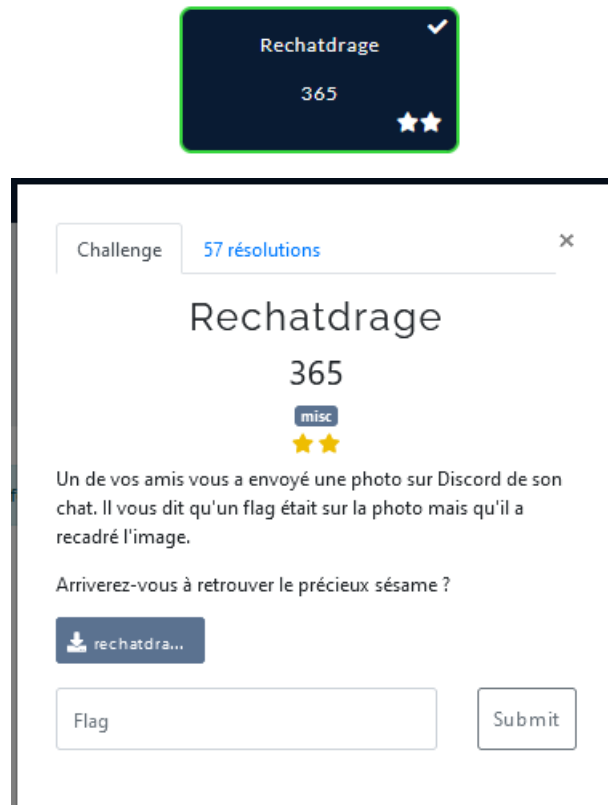 Rechatdrage
365
Challenge
57 résolutions
×
Rechatdrage
365
misc
Un de vos amis vous a envoyé une photo sur Discord de son
chat. Il vous dit qu'un flag était sur la photo mais qu'il a
recadré l'image.
Arriverez-vous à retrouver le précieux sésame ?
rechatdra...
Flag
Submit